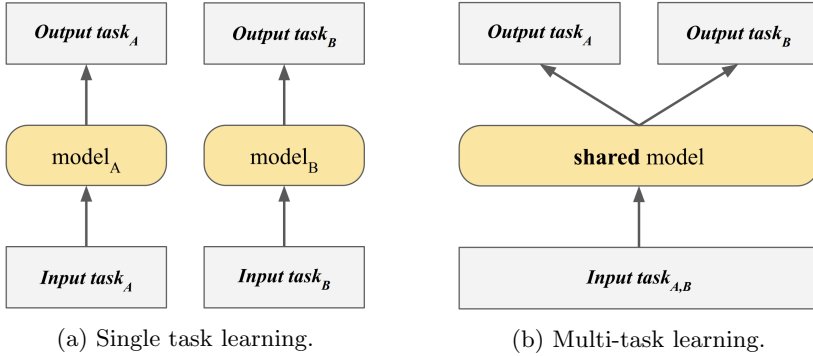 Output task_A Output task_B Output task_A Output task_B
model_A model_B shared model
Input task_A Input task_B Input task_A,B
(a) Single task learning. (b) Multi-task learning.